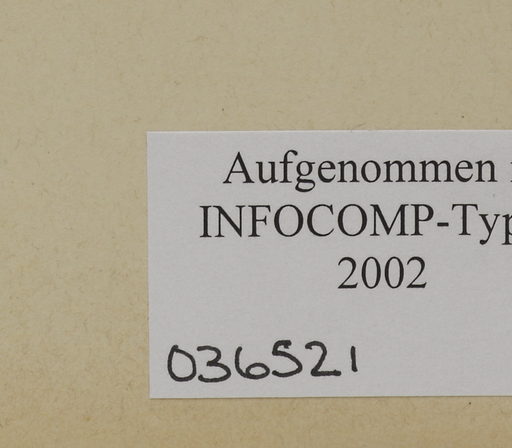 Aufgenommen
INFOCOMP-Typ
2002
036521